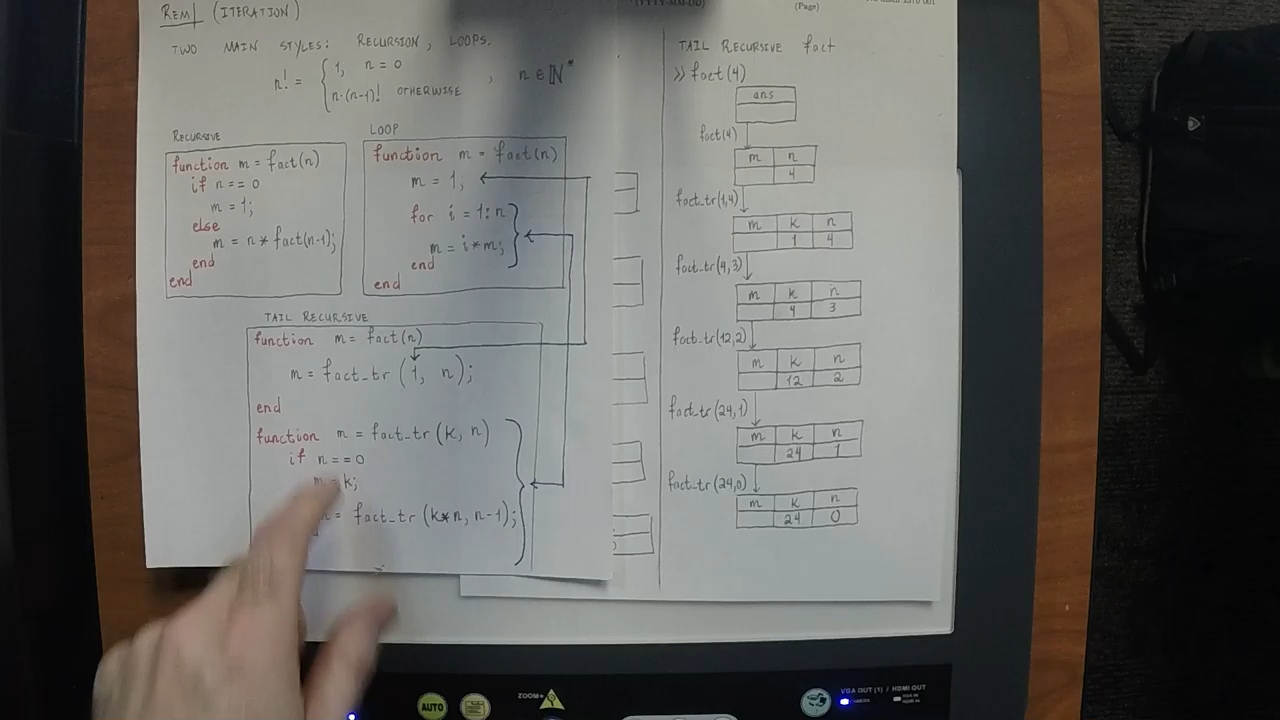 REM (ITERATION)
TWO MAIN STYLES: RECURSION, LOOPS.
n! = { 1, n = 0
n·(n-1)! OTHERWISE , n ∈ ℕ*
RECURSIVE
function m = fact(n)
if n == 0
m = 1;
else
m = n * fact(n-1);
end
end
LOOP
function m = fact(n)
m = 1;
for i = 1:n
m = i * m;
end
end
TAIL RECURSIVE
function m = fact(n)
m = fact_tr (1, n);
end
function m = fact_tr (k, n)
if n == 0
m = k;
= fact_tr (k*n, n-1);
(Page)
TAIL RECURSIVE fact
>> fact(4)
ans
fact(4)
m n
4
fact_tr(1,4)
m k n
1 4
fact_tr(4,3)
m k n
4 3
fact_tr(12,2)
m k n
12 2
fact_tr(24,1)
m k n
24 1
fact_tr(24,0)
m k n
24 0
AUTO
ZOOM+
VGA OUT (1) / HDMI OUT